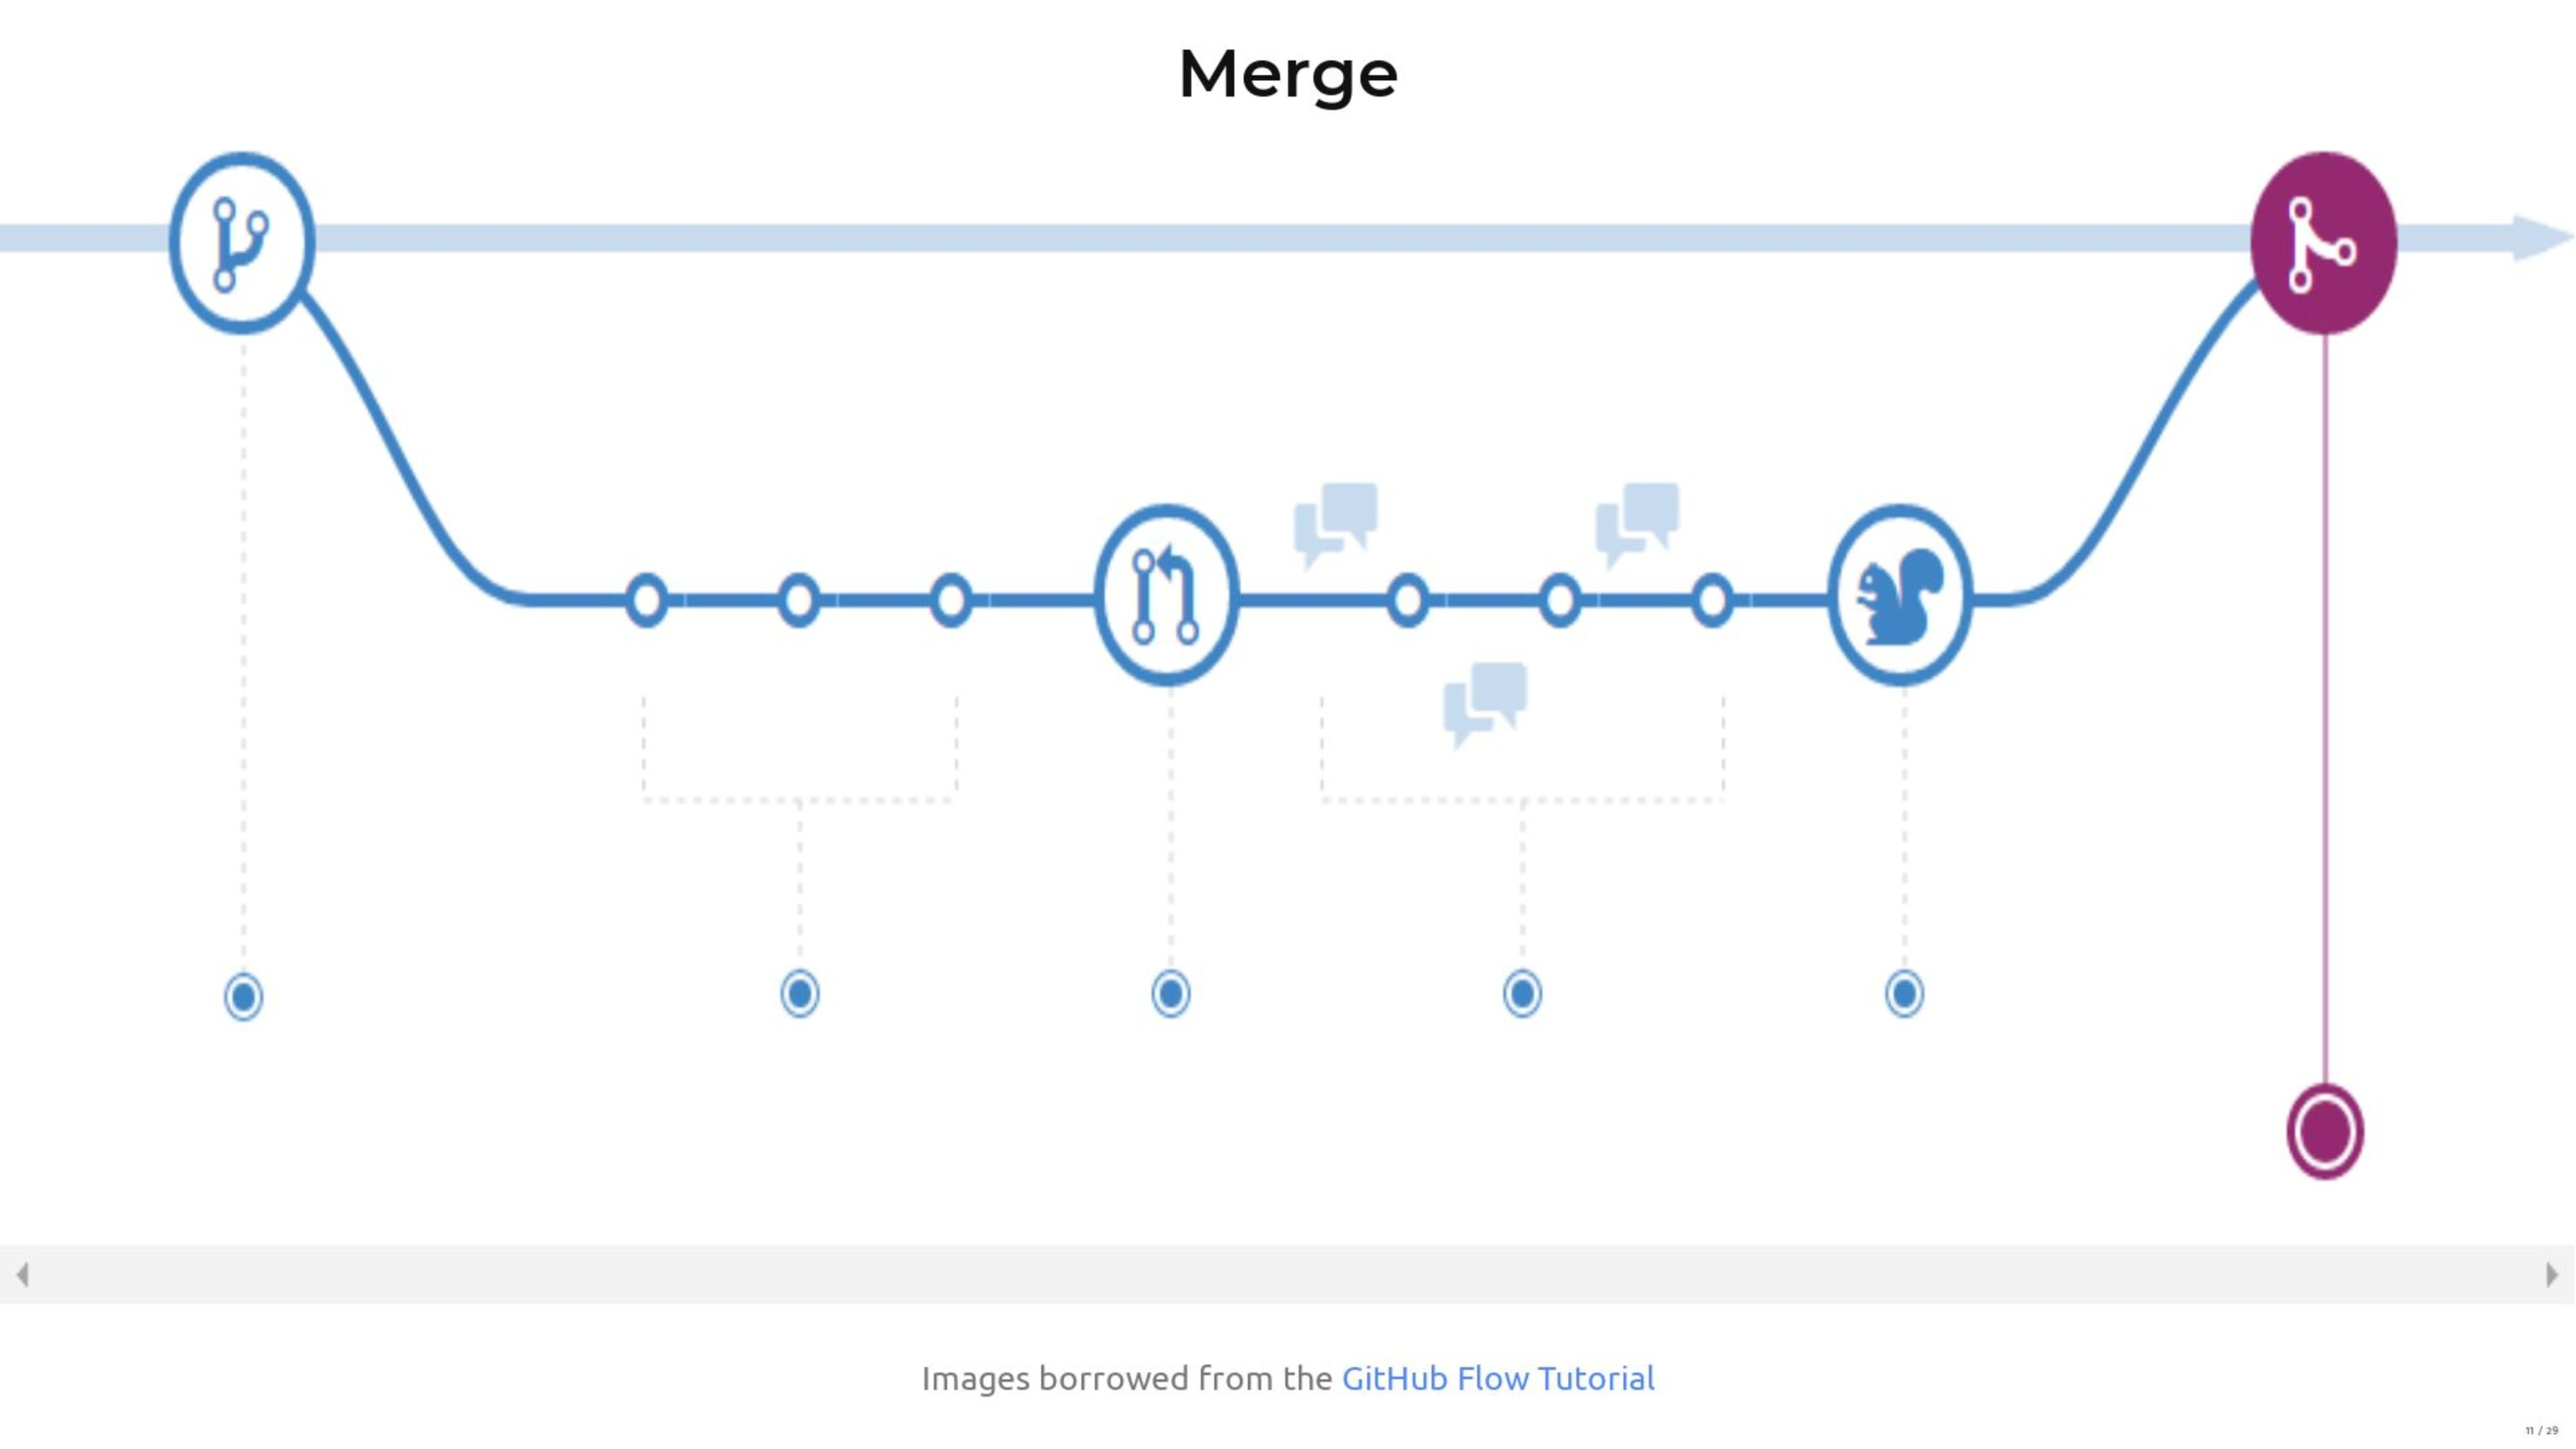 Merge
Images borrowed from the GitHub Flow Tutorial
11 / 29